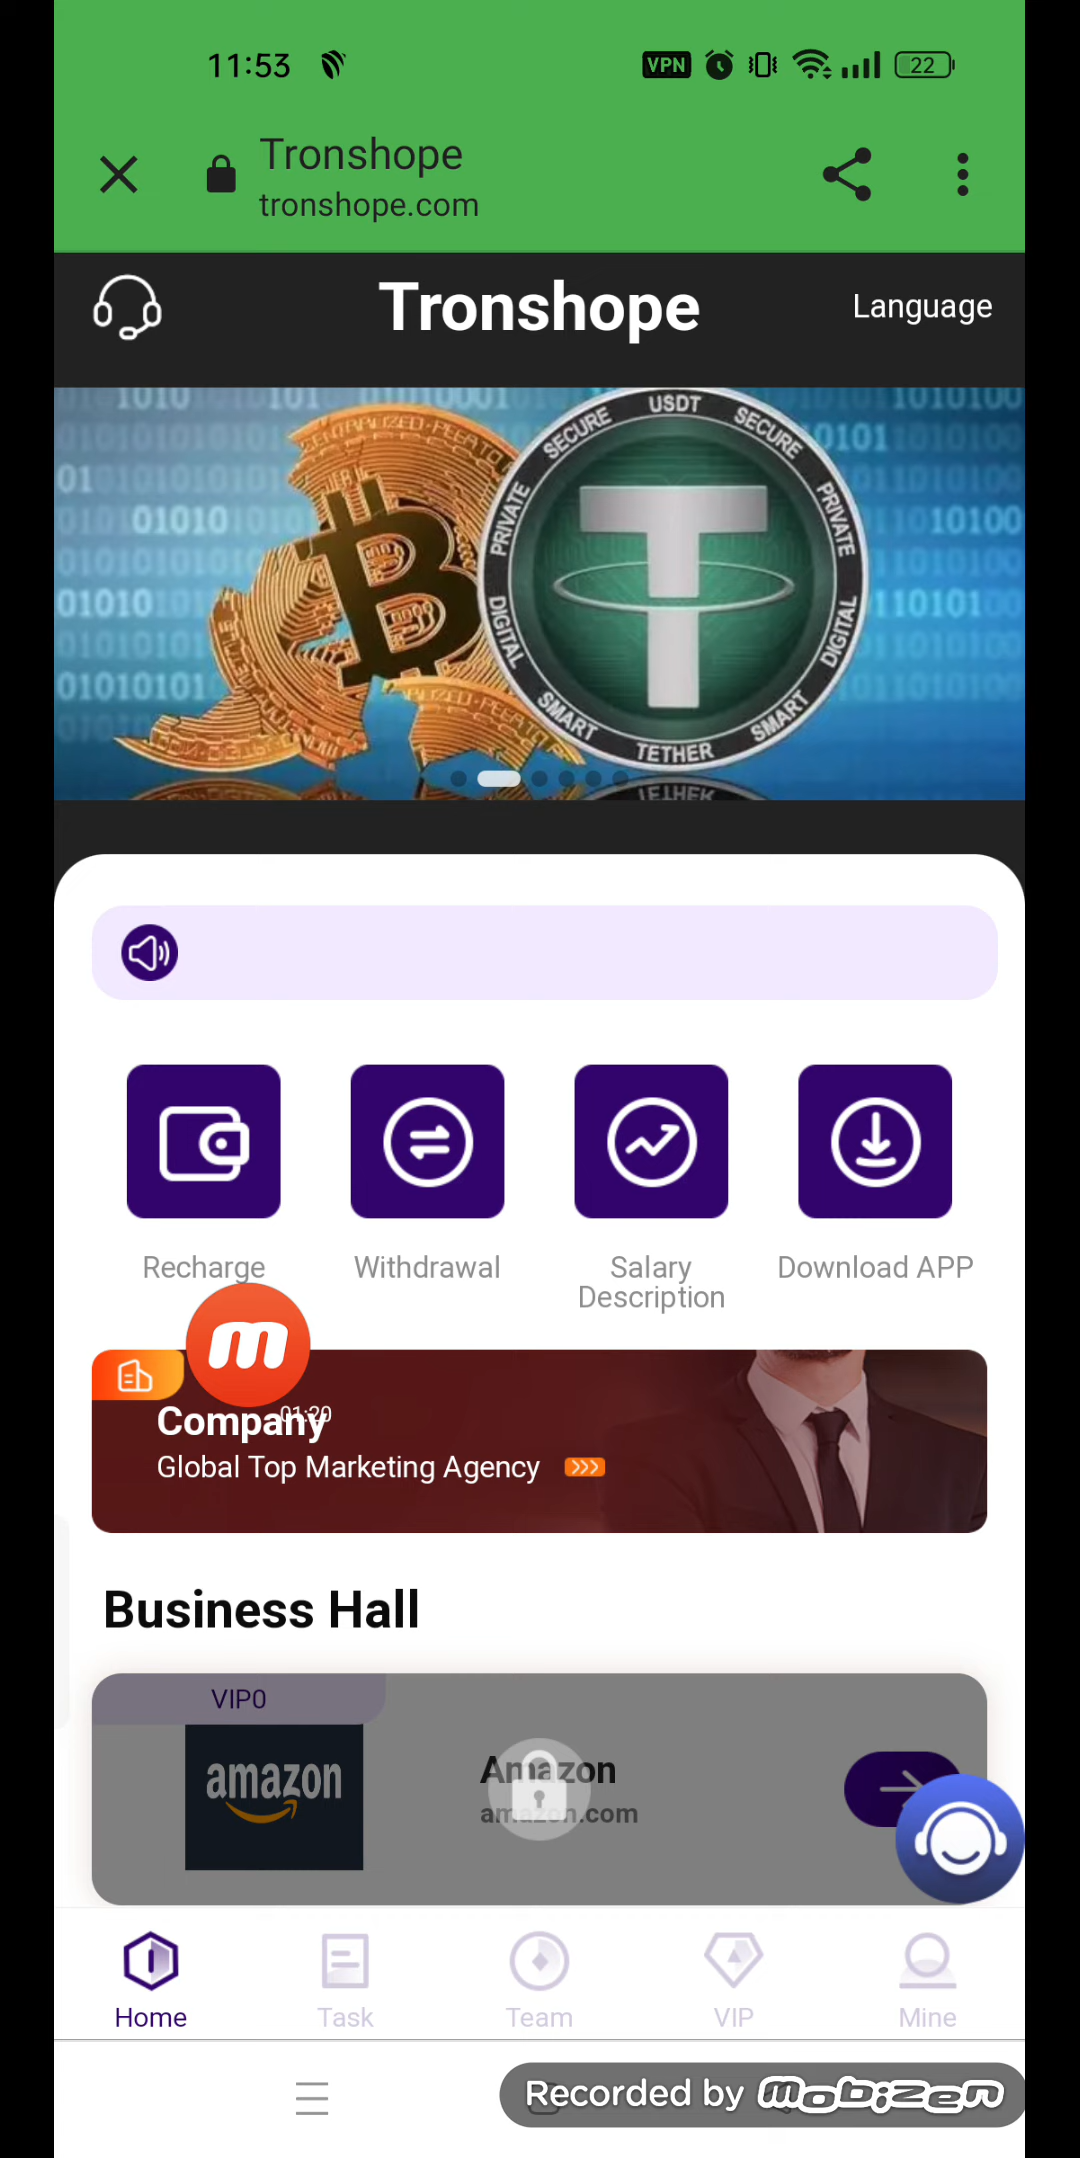 11:53
VPN
22
Tronshope
tronshope.com
Tronshope
Language
USDT
SECURE
SECURE
PRIVATE
PRIVATE
DIGITAL
DIGITAL
SMART
SMART
TETHER
Recharge
Withdrawal
Salary
Description
Download APP
01:20
Company
Global Top Marketing Agency
Business Hall
VIP0
amazon
Amazon
amazon.com
Home
Task
Team
VIP
Mine
Recorded by mobizen